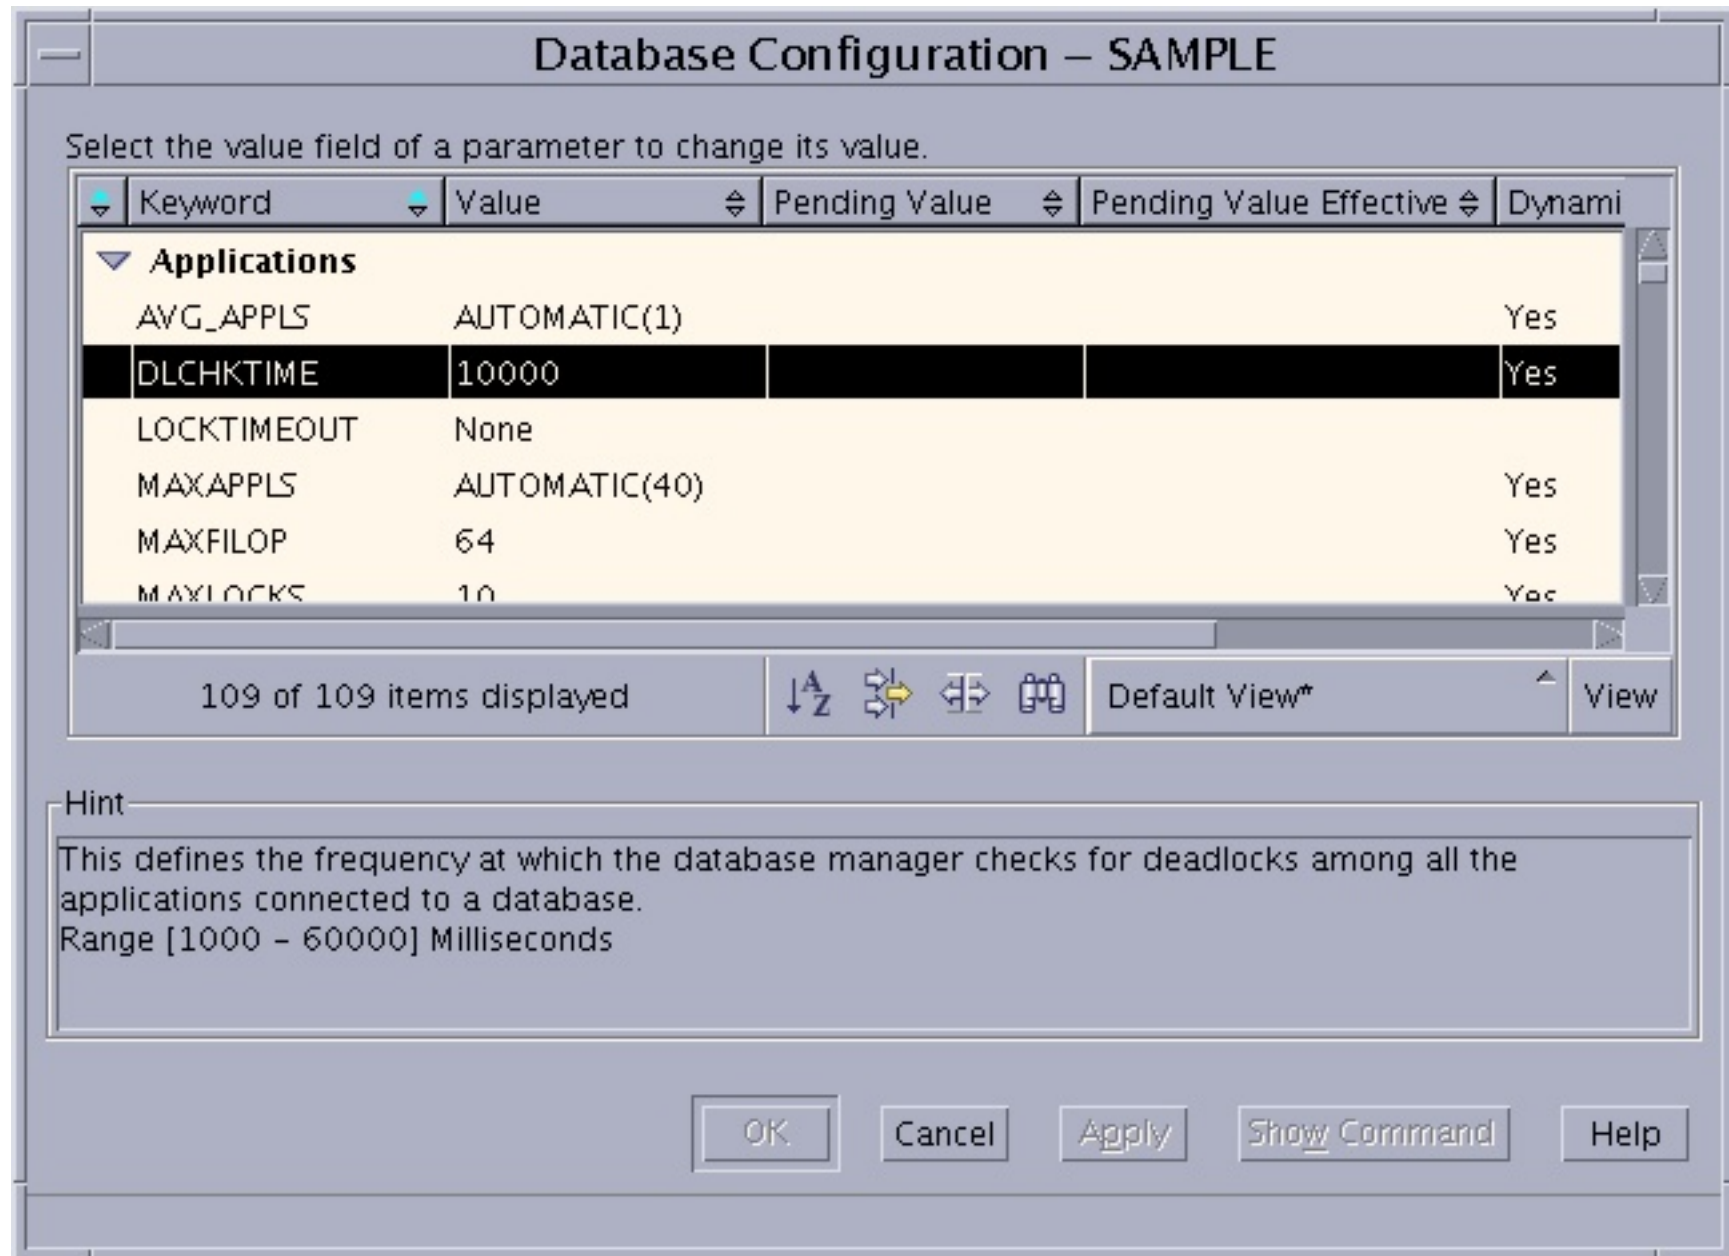 Database Configuration – SAMPLE
Select the value field of a parameter to change its value.
Keyword Value Pending Value Pending Value Effective Dynami
Applications
AVG_APPLS AUTOMATIC(1) Yes
DLCHKTIME 10000 Yes
LOCKTIMEOUT None
MAXAPPLS AUTOMATIC(40) Yes
MAXFILOP 64 Yes
MAXLOCKS 10 Yes
109 of 109 items displayed Default View* View
Hint
This defines the frequency at which the database manager checks for deadlocks among all the
applications connected to a database.
Range [1000 – 60000] Milliseconds
OK Cancel Apply Show Command Help